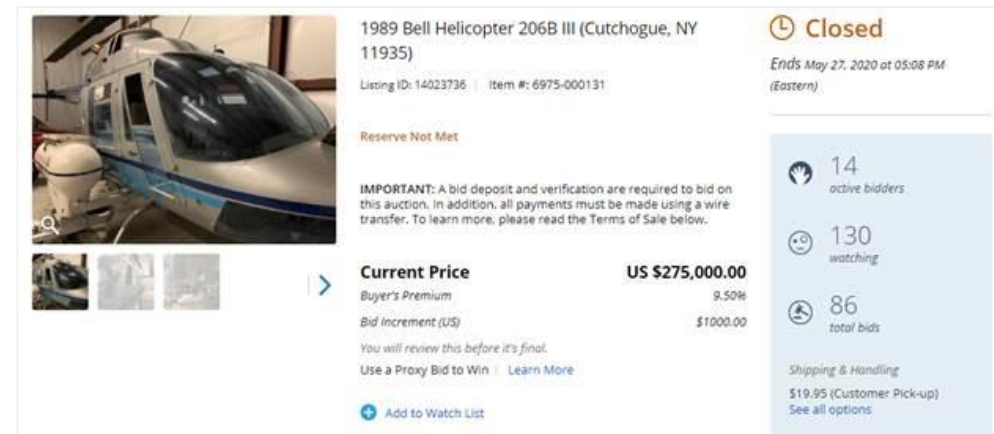 1989 Bell Helicopter 206B III (Cutchogue, NY
11935)
Listing ID: 14023736 | Item #: 6975-000131
Reserve Not Met
IMPORTANT: A bid deposit and verification are required to bid on
this auction. In addition, all payments must be made using a wire
transfer. To learn more, please read the Terms of Sale below.
Current Price US $275,000.00
Buyer's Premium 9.50%
Bid Increment (US) $1000.00
You will review this before it's final.
Use a Proxy Bid to Win | Learn More
Add to Watch List
Closed
Ends May 27, 2020 at 05:08 PM
(Eastern)
14
active bidders
130
watching
86
total bids
Shipping & Handling
$19.95 (Customer Pick-up)
See all options